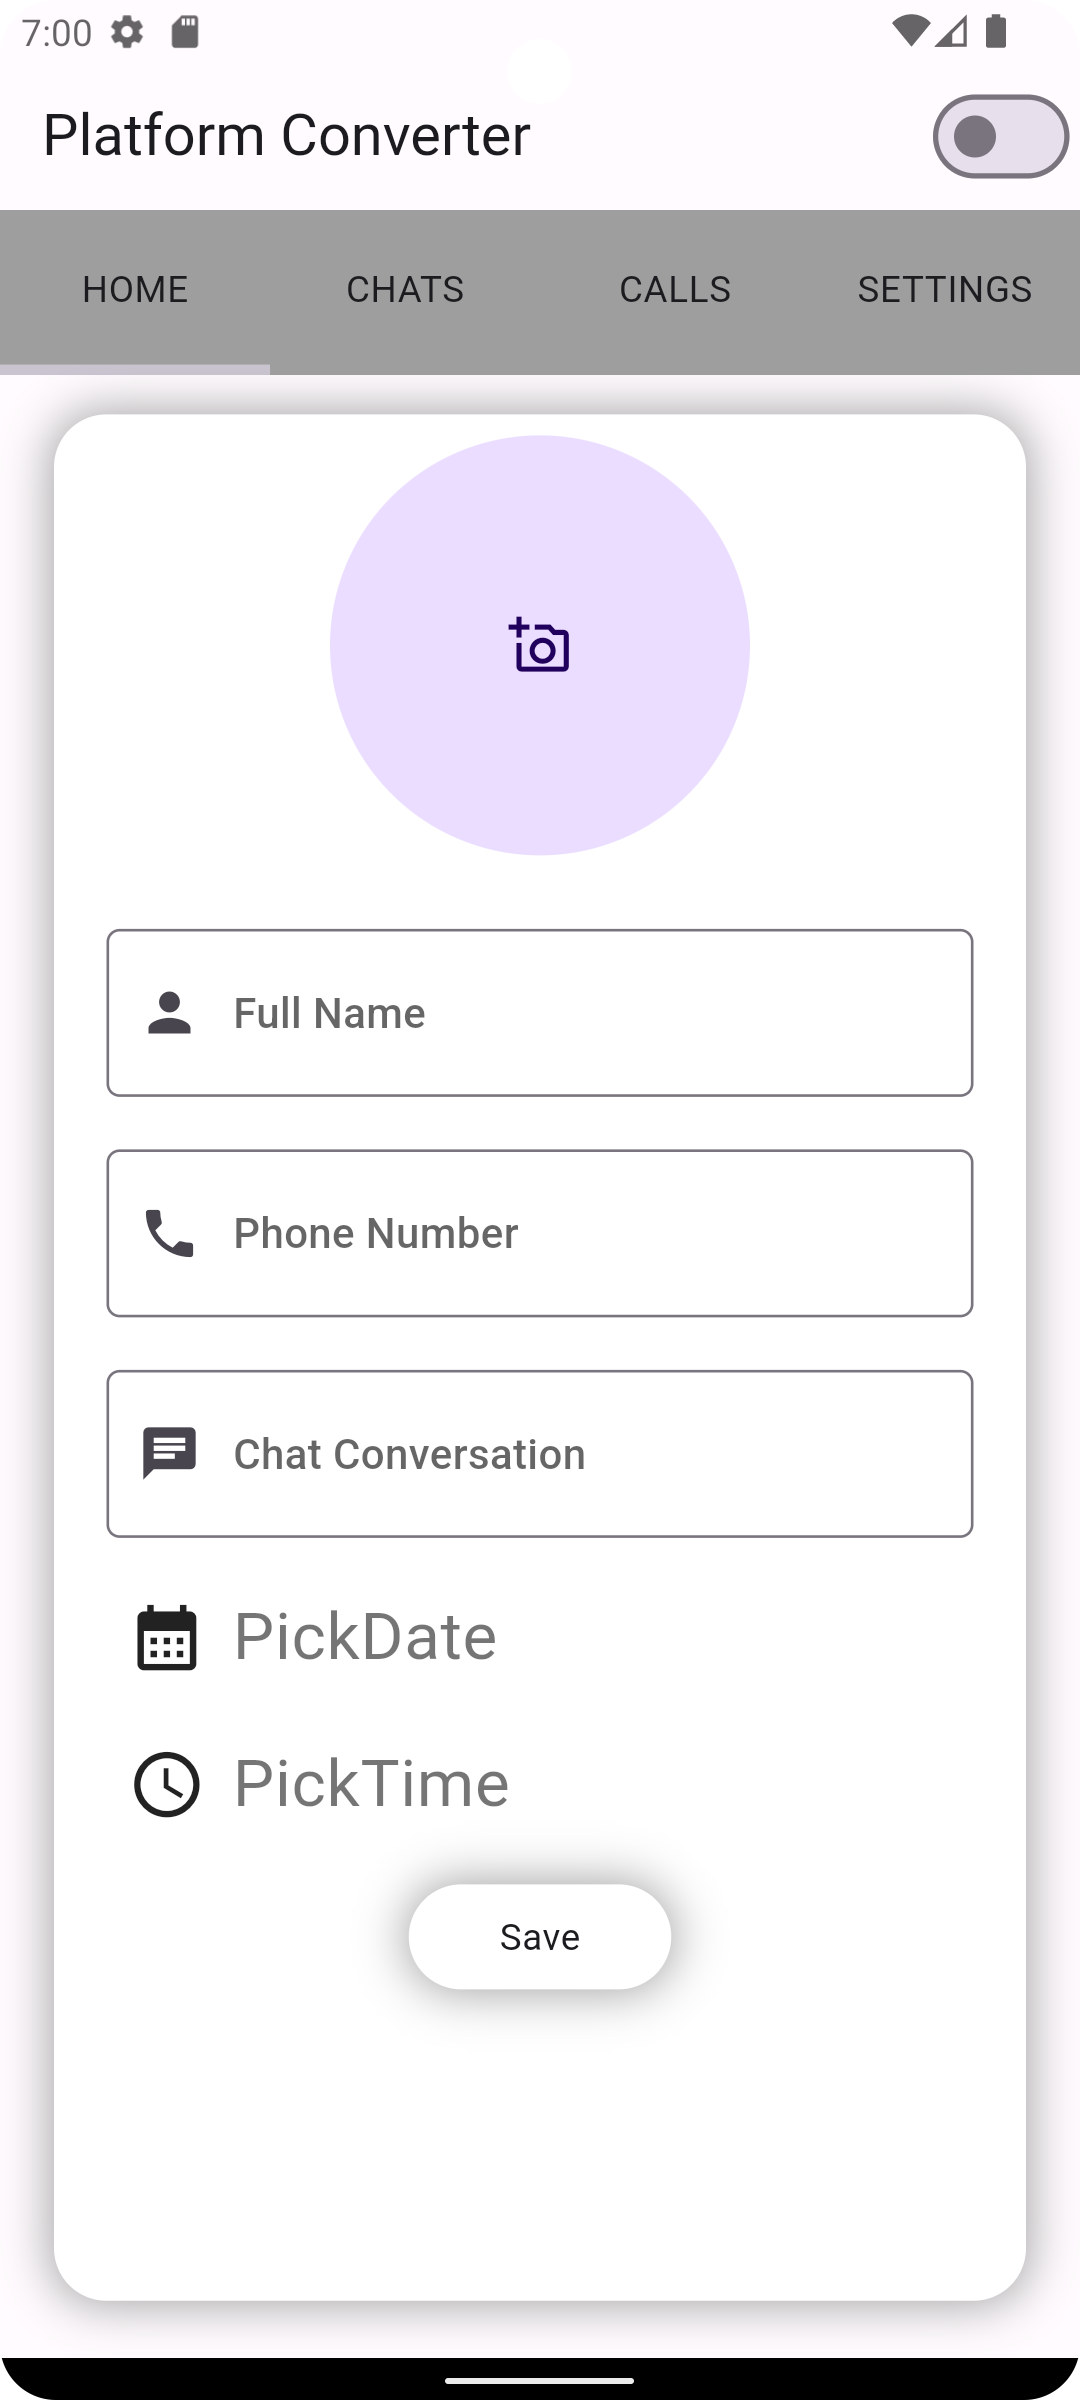 7:00
Platform Converter
HOME CHATS CALLS SETTINGS
Full Name
Phone Number
Chat Conversation
PickDate
PickTime
Save